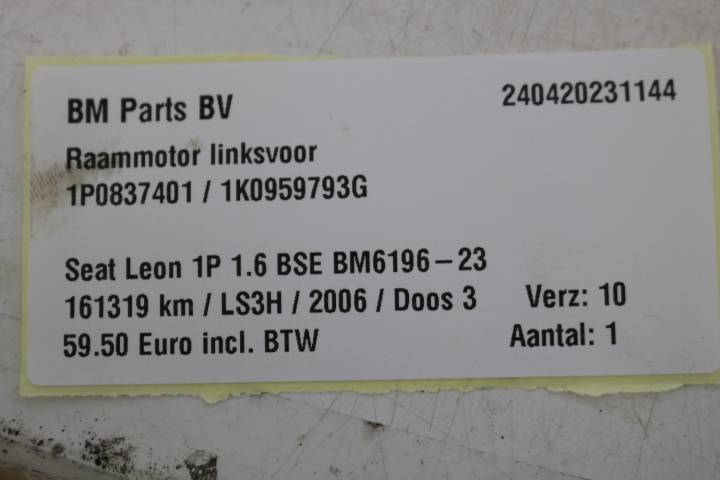 BM Parts BV 240420231144
Raammotor linksvoor
1P0837401 / 1K0959793G
Seat Leon 1P 1.6 BSE BM6196-23
161319 km / LS3H / 2006 / Doos 3 Verz: 10
59.50 Euro incl. BTW Aantal: 1